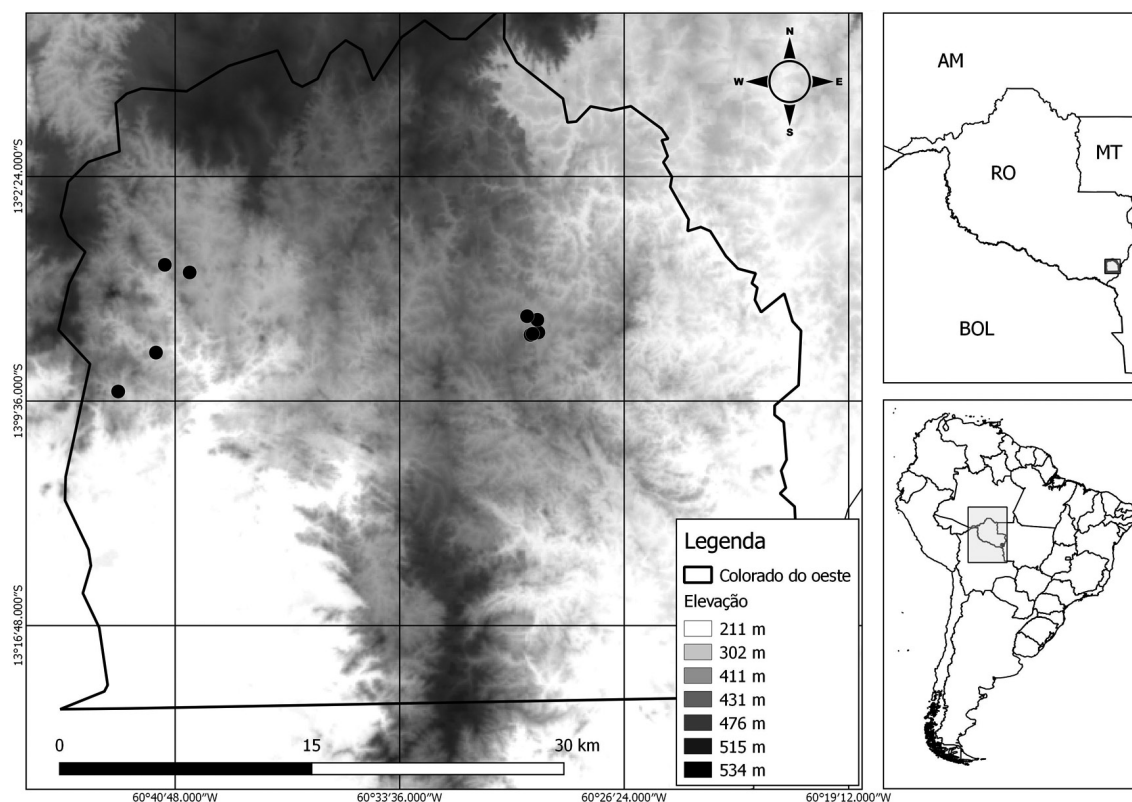 N
W
E
S
13°2'24.000"S
13°9'36.000"S
13°16'48.000"S
Legenda
Colorado do oeste
Elevação
211 m
302 m
411 m
431 m
476 m
515 m
534 m
0
15
30 km
60°40'48.000"W
60°33'36.000"W
60°26'24.000"W
60°19'12.000"W
AM
MT
RO
BOL